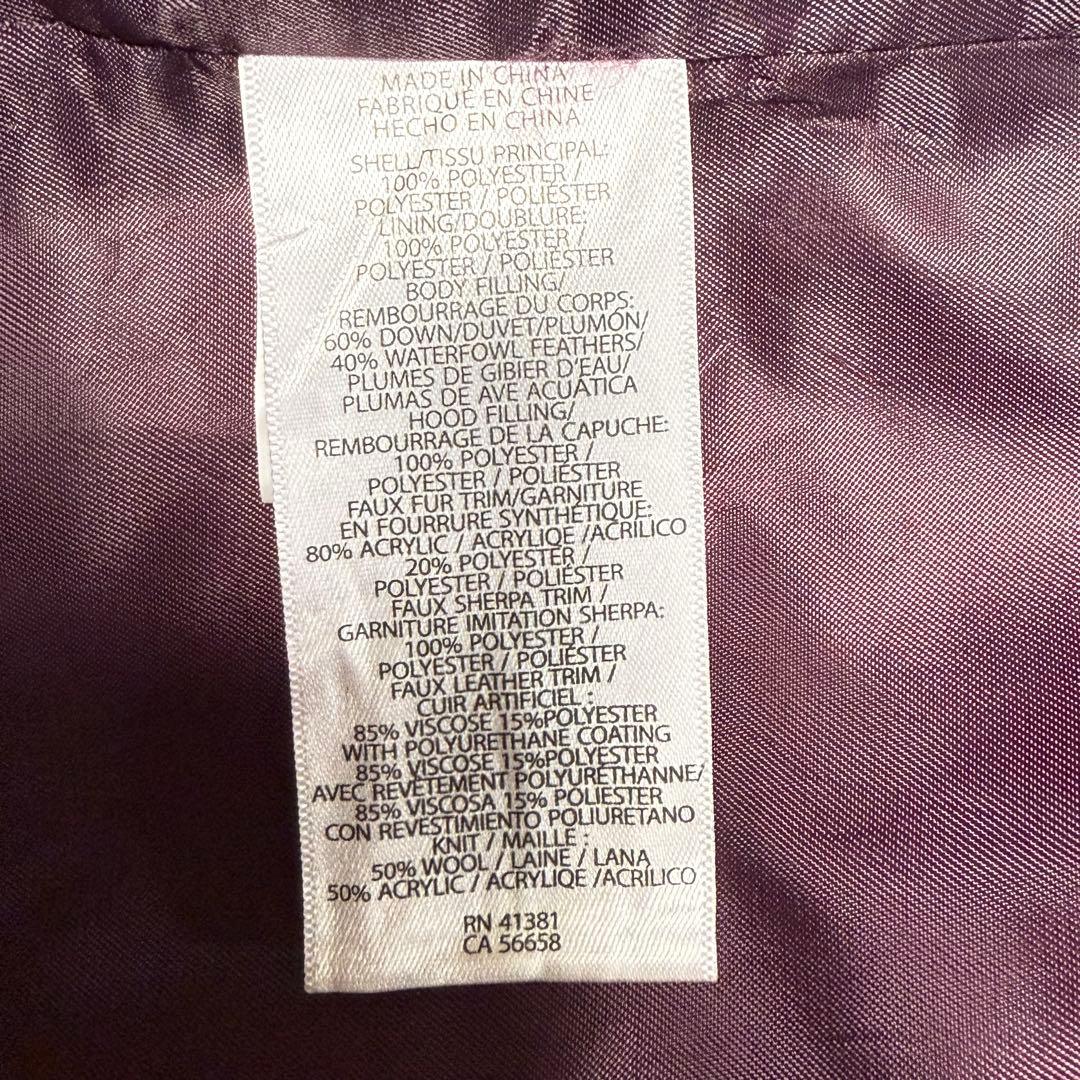 MADE IN CHINA/
FABRIQUÉ EN CHINE
HECHO EN CHINA
SHELL/TISSU PRINCIPAL:
100% POLYESTER /
POLYESTER / POLIÉSTER
LINING/DOUBLURE:
100% POLYESTER /
POLYESTER / POLIÉSTER
BODY FILLING/
REMBOURRAGE DU CORPS:
60% DOWN/DUVET/PLUMÓN/
40% WATERFOWL FEATHERS/
PLUMES DE GIBIER D'EAU/
PLUMAS DE AVE ACUÁTICA
HOOD FILLING/
REMBOURRAGE DE LA CAPUCHE:
100% POLYESTER /
POLYESTER / POLIÉSTER
FAUX FUR TRIM/GARNITURE
EN FOURRURE SYNTHÉTIQUE:
80% ACRYLIC / ACRYLIQE /ACRÍLICO
20% POLYESTER /
POLYESTER / POLIÉSTER
FAUX SHERPA TRIM /
GARNITURE IMITATION SHERPA:
100% POLYESTER /
POLYESTER / POLIÉSTER
FAUX LEATHER TRIM /
CUIR ARTIFICIEL :
85% VISCOSE 15%POLYESTER
WITH POLYURETHANE COATING
85% VISCOSE 15%POLYESTER
AVEC REVÊTEMENT POLYURÉTHANNE/
85% VISCOSA 15% POLIESTER
CON REVESTIMIENTO POLIURETANO
KNIT / MAILLE :
50% WOOL / LAINE / LANA
50% ACRYLIC / ACRYLIQE /ACRÍLICO
RN 41381
CA 56658